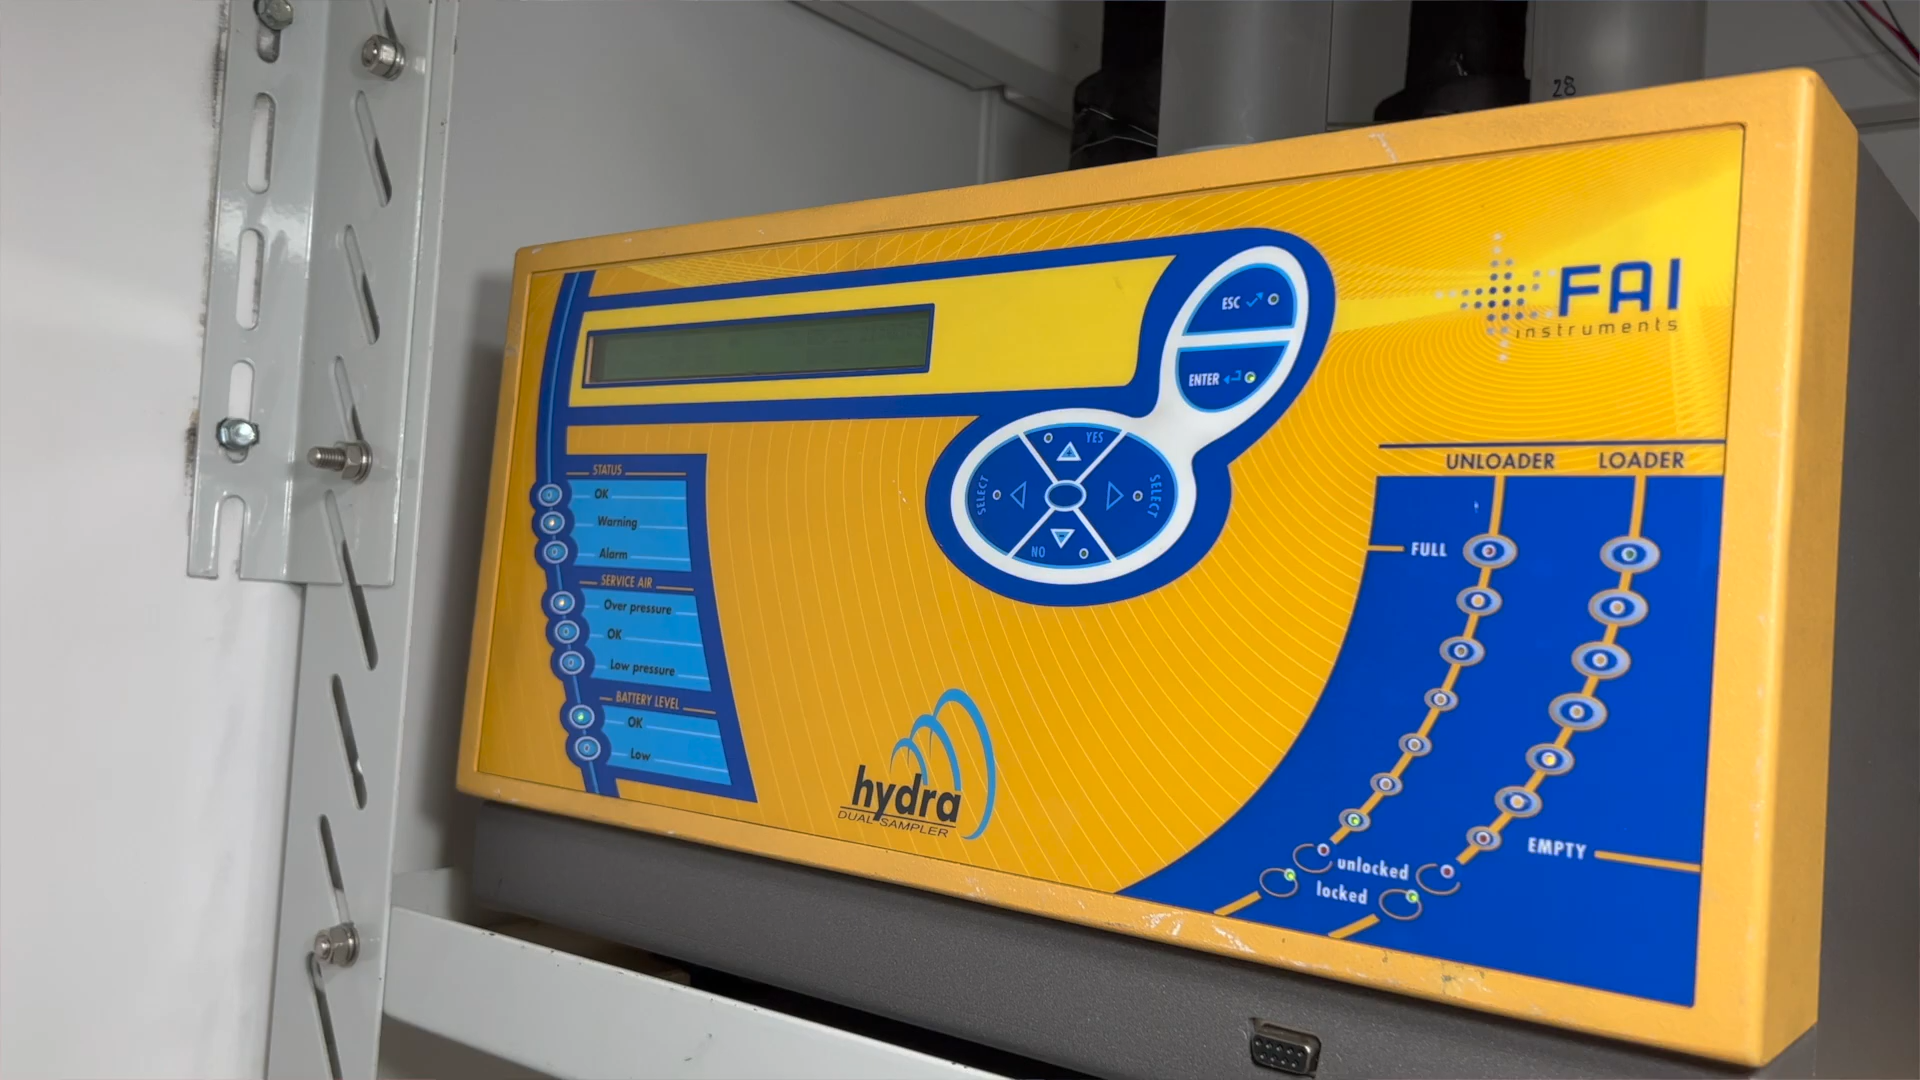 28
FAI
instruments
ESC
ENTER
YES
SELECT
SELECT
NO
STATUS
OK
Warning
Alarm
SERVICE AIR
Over pressure
OK
Low pressure
BATTERY LEVEL
OK
Low
hydra
DUAL SAMPLER
UNLOADER LOADER
FULL
EMPTY
unlocked
locked